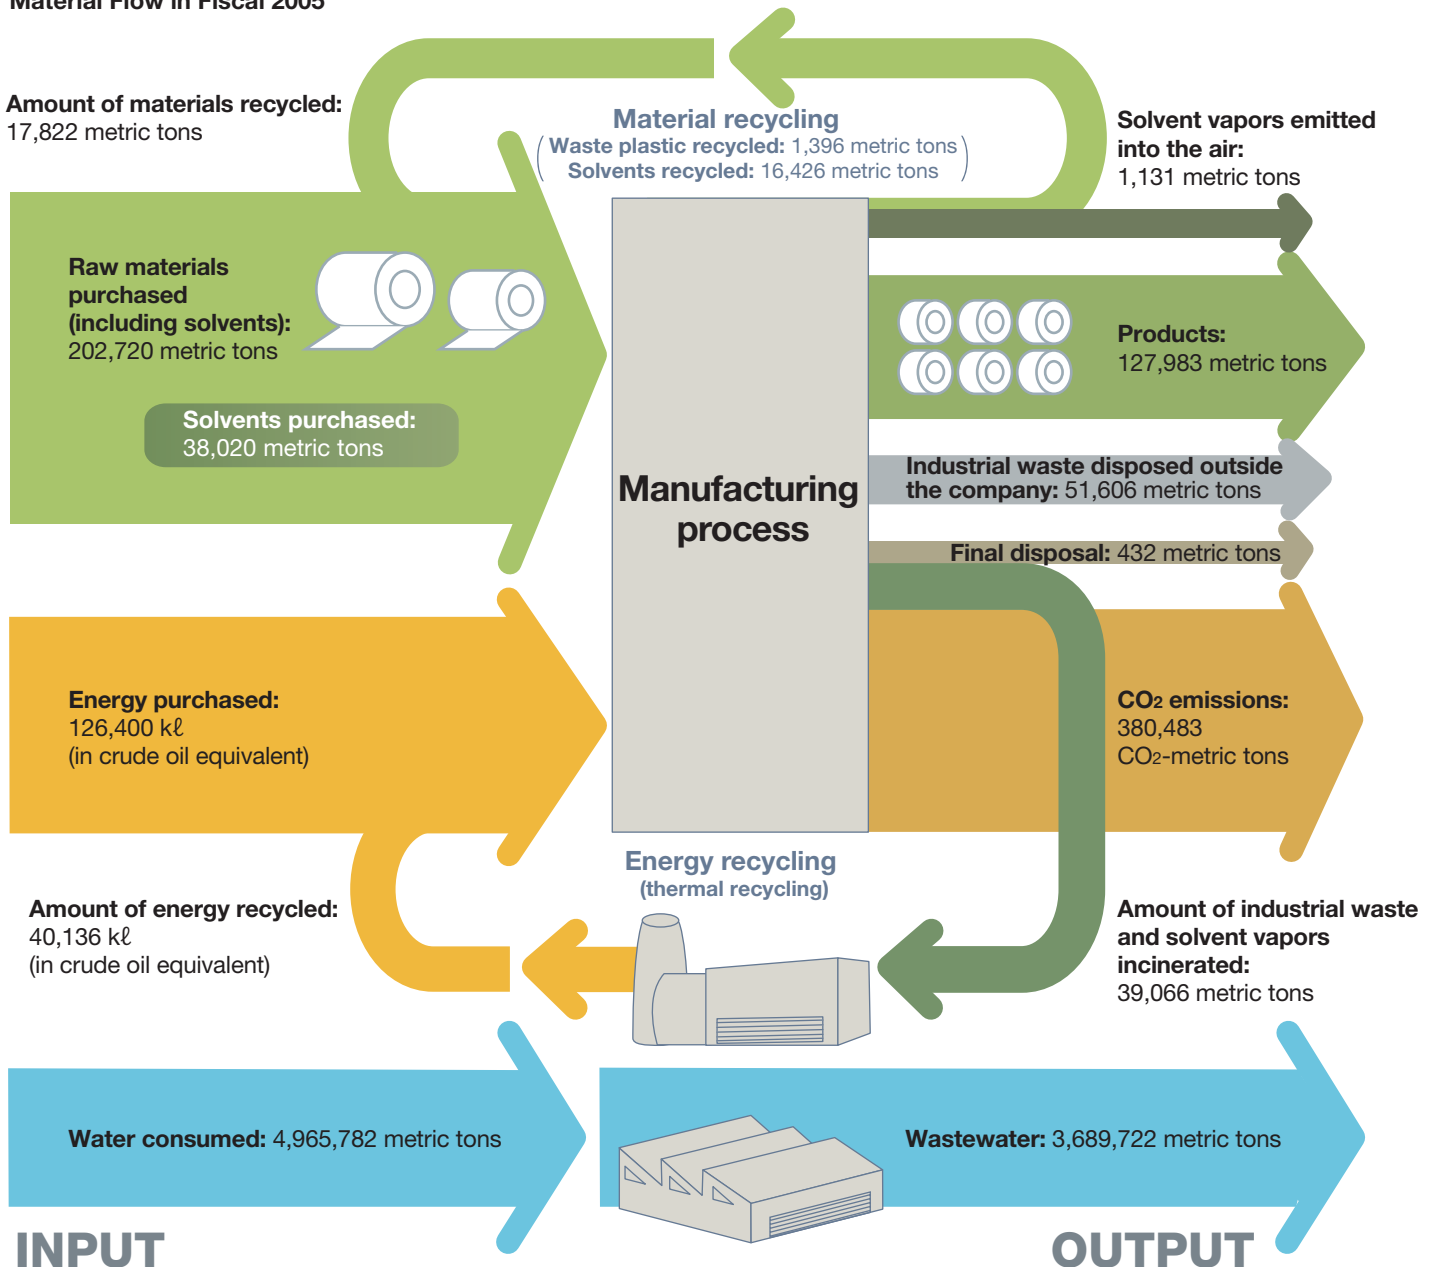 Material Flow in Fiscal 2005
Amount of materials recycled:
17,822 metric tons
Material recycling
(Waste plastic recycled: 1,396 metric tons
Solvents recycled: 16,426 metric tons)
Solvent vapors emitted
into the air:
1,131 metric tons
Raw materials
purchased
(including solvents):
202,720 metric tons
Solvents purchased:
38,020 metric tons
Manufacturing
process
Products:
127,983 metric tons
Industrial waste disposed outside
the company: 51,606 metric tons
Final disposal: 432 metric tons
Energy purchased:
126,400 kℓ
(in crude oil equivalent)
CO2 emissions:
380,483
CO2-metric tons
Energy recycling
(thermal recycling)
Amount of energy recycled:
40,136 kℓ
(in crude oil equivalent)
Amount of industrial waste
and solvent vapors
incinerated:
39,066 metric tons
Water consumed: 4,965,782 metric tons
Wastewater: 3,689,722 metric tons
INPUT
OUTPUT